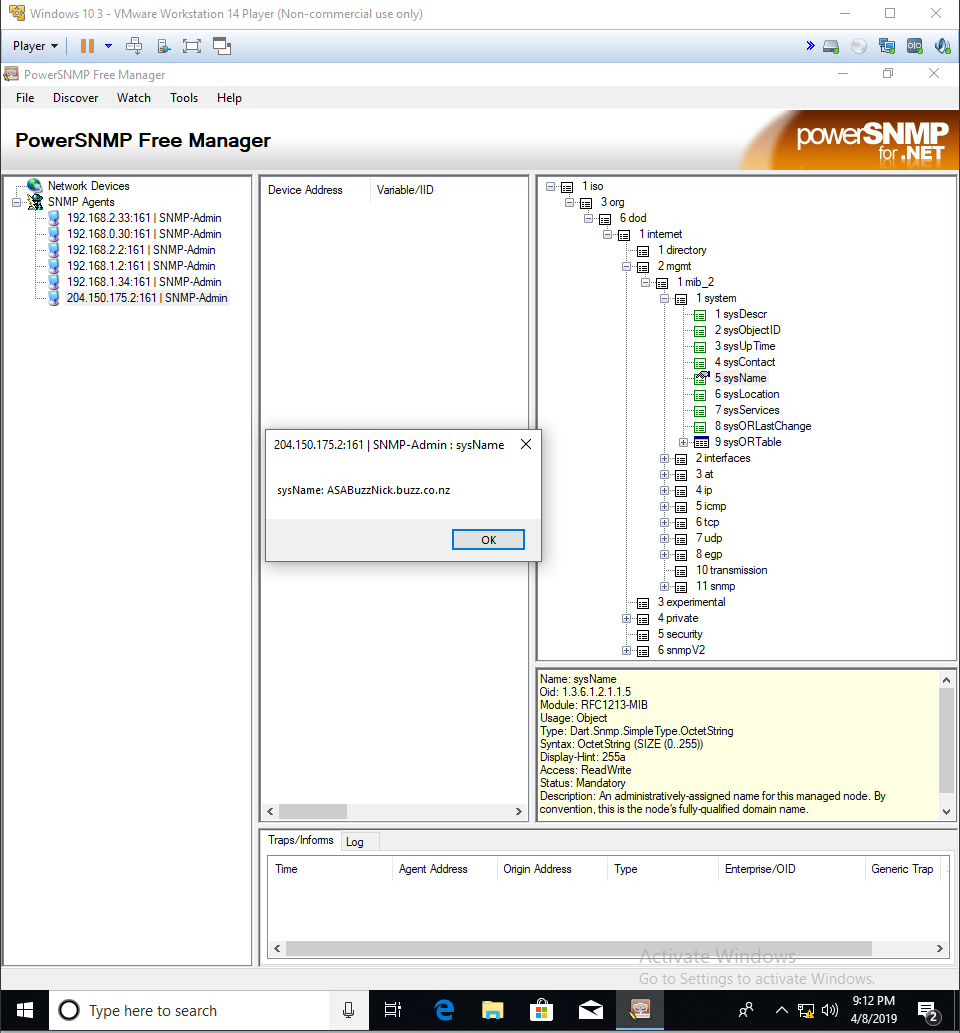 Windows 10 3 - VMware Workstation 14 Player (Non-commercial use only)
Player
PowerSNMP Free Manager
File Discover Watch Tools Help
PowerSNMP Free Manager
powerSNMP
for .NET
Network Devices
SNMP Agents
192.168.2.33:161 | SNMP-Admin
192.168.0.30:161 | SNMP-Admin
192.168.2.2:161 | SNMP-Admin
192.168.1.2:161 | SNMP-Admin
192.168.1.34:161 | SNMP-Admin
204.150.175.2:161 | SNMP-Admin
Device Address Variable/IID
1 iso
3 org
6 dod
1 internet
1 directory
2 mgmt
1 mib_2
1 system
1 sysDescr
2 sysObjectID
3 sysUpTime
4 sysContact
5 sysName
6 sysLocation
7 sysServices
8 sysORLastChange
9 sysORTable
2 interfaces
3 at
4 ip
5 icmp
6 tcp
7 udp
8 egp
10 transmission
11 snmp
3 experimental
4 private
5 security
6 snmpV2
204.150.175.2:161 | SNMP-Admin : sysName
sysName: ASABuzzNick.buzz.co.nz
OK
Name: sysName
Oid: 1.3.6.1.2.1.1.5
Module: RFC1213-MIB
Usage: Object
Type: Dart.Snmp.SimpleType.OctetString
Syntax: OctetString (SIZE (0..255))
Display-Hint: 255a
Access: ReadWrite
Status: Mandatory
Description: An administratively-assigned name for this managed node. By
convention, this is the node's fully-qualified domain name.
Traps/Informs Log
Time Agent Address Origin Address Type Enterprise/OID Generic Trap
Activate Windows
Go to Settings to activate Windows.
Type here to search
9:12 PM
4/8/2019
2